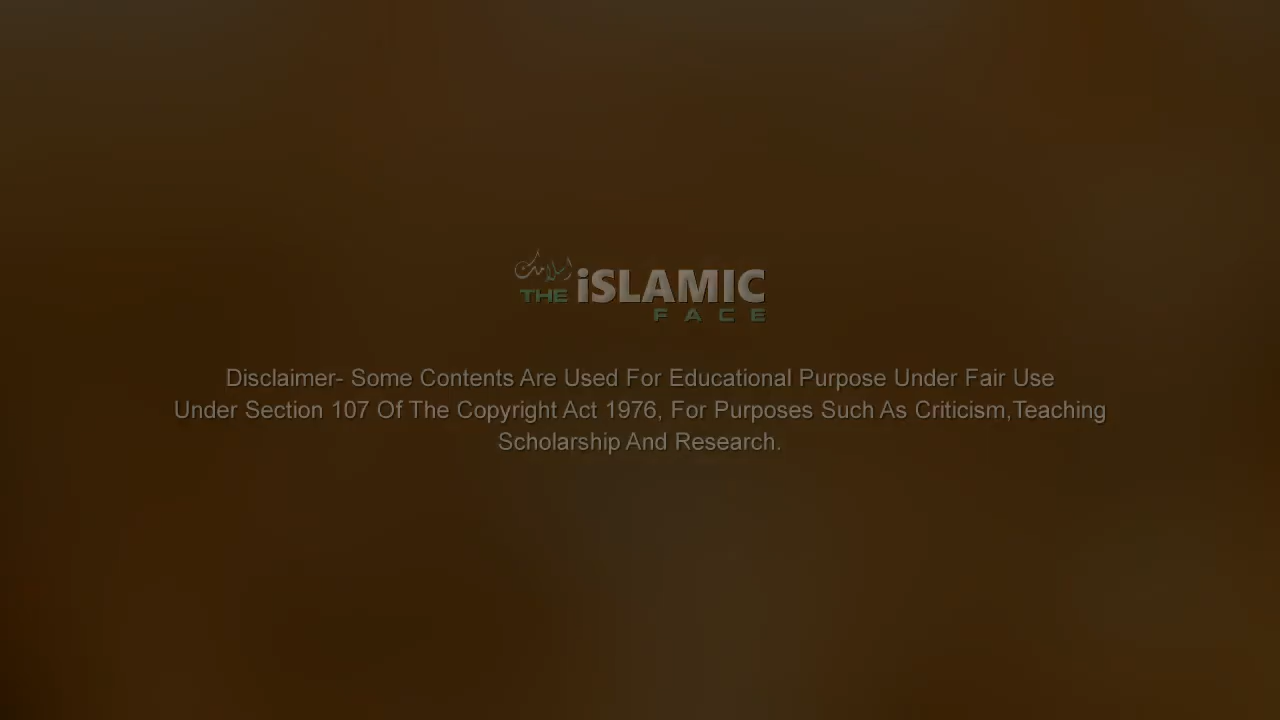 اسلامک
THE iSLAMIC
FACE
Disclaimer- Some Contents Are Used For Educational Purpose Under Fair Use
Under Section 107 Of The Copyright Act 1976, For Purposes Such As Criticism,Teaching
Scholarship And Research.